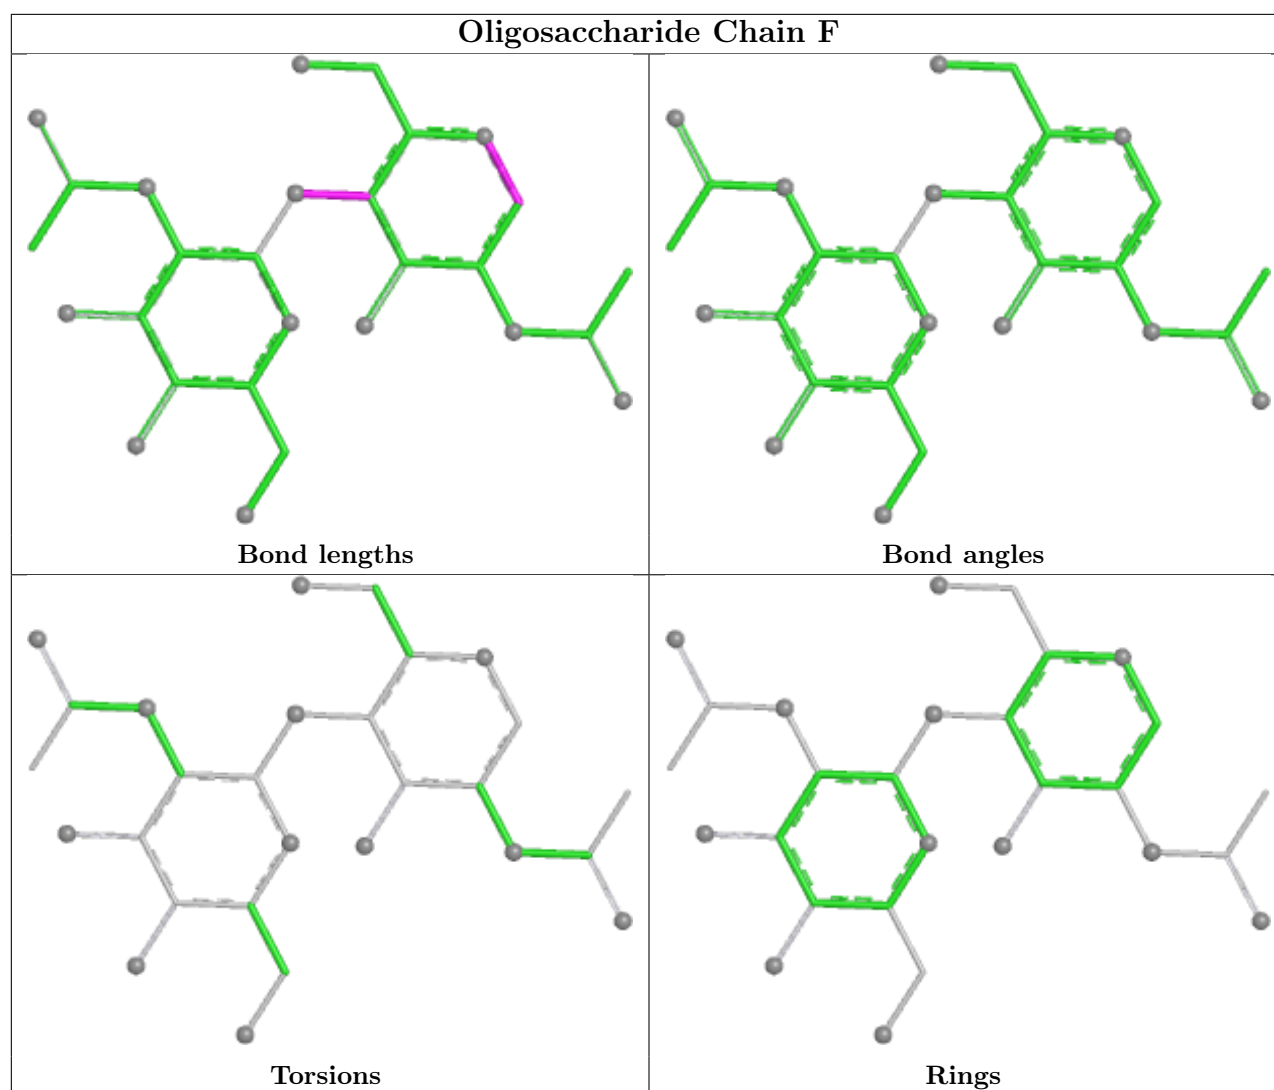 Oligosaccharide Chain F
Bond lengths
Bond angles
Torsions
Rings